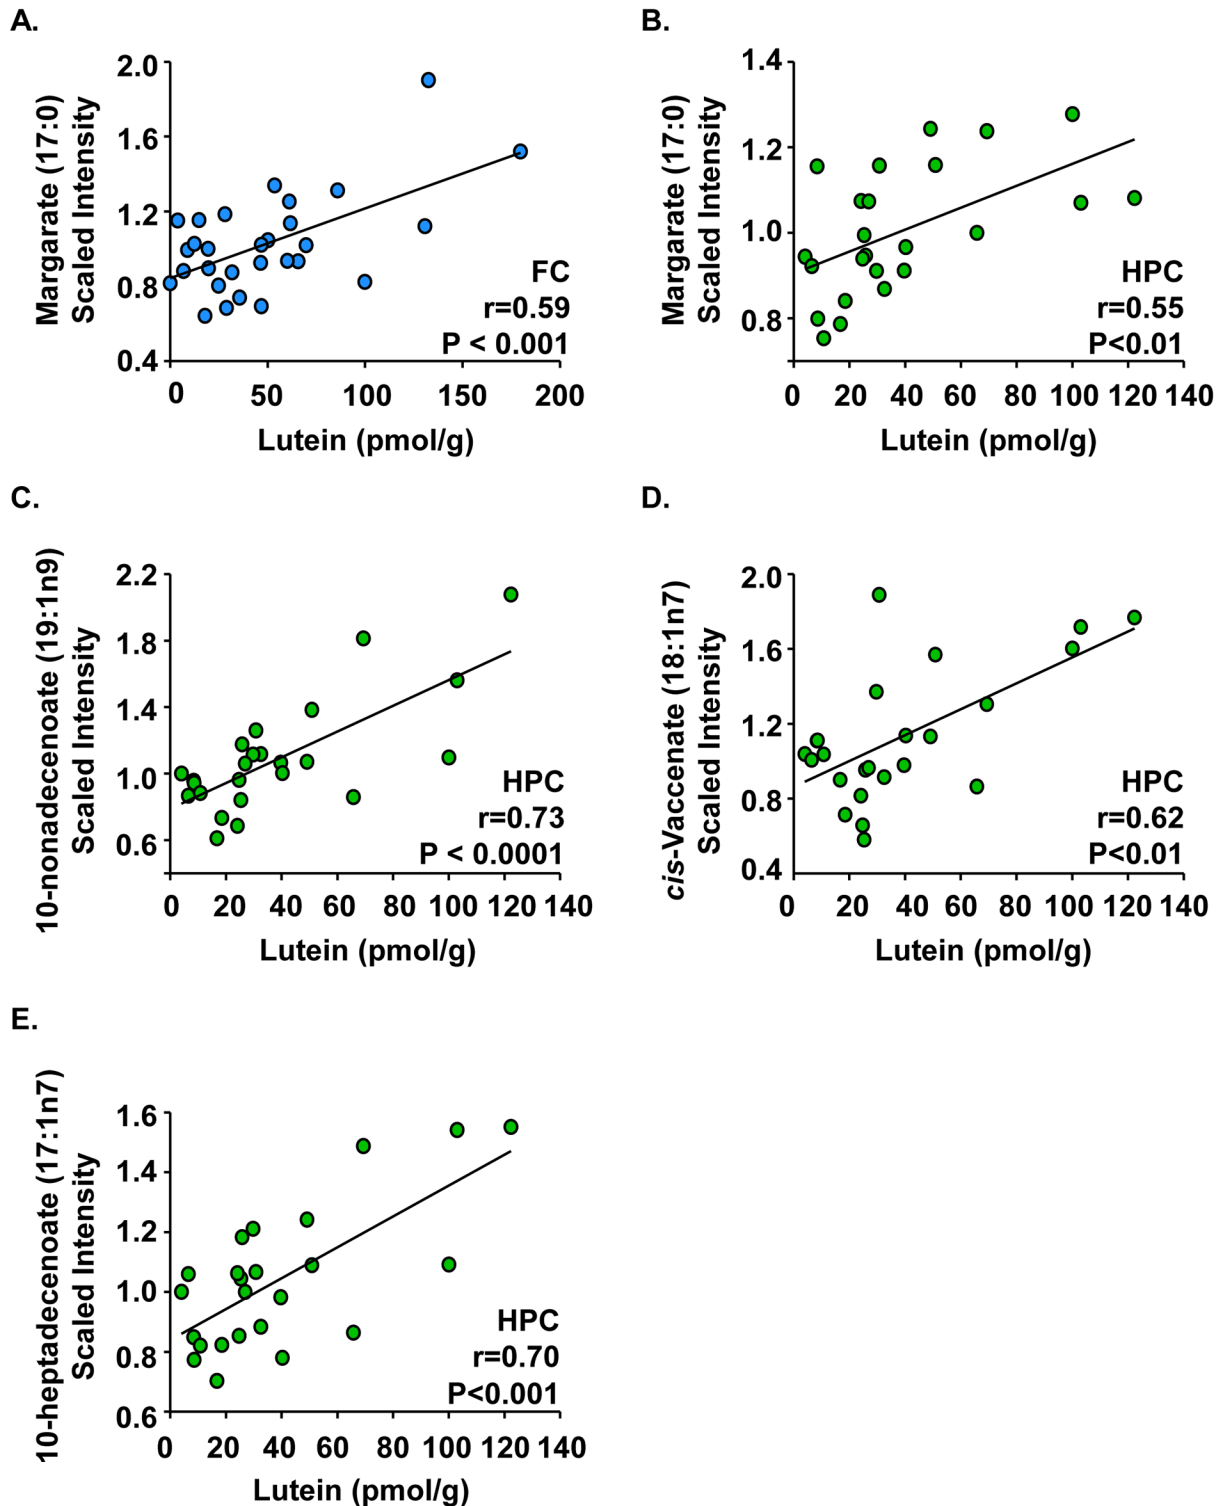 A.
Margarate (17:0)
Scaled Intensity
2.0
1.6
1.2
0.8
0.4
FC
r=0.59
P < 0.001
0 50 100 150 200
Lutein (pmol/g)
B.
Margarate (17:0)
Scaled Intensity
1.4
1.2
1.0
0.8
HPC
r=0.55
P<0.01
0 20 40 60 80 100 120 140
Lutein (pmol/g)
C.
10-nonadecenoate (19:1n9)
Scaled Intensity
2.2
1.8
1.4
1.0
0.6
HPC
r=0.73
P < 0.0001
0 20 40 60 80 100 120 140
Lutein (pmol/g)
D.
cis-Vaccenate (18:1n7)
Scaled Intensity
2.0
1.6
1.2
0.8
0.4
HPC
r=0.62
P<0.01
0 20 40 60 80 100 120 140
Lutein (pmol/g)
E.
10-heptadecenoate (17:1n7)
Scaled Intensity
1.6
1.4
1.2
1.0
0.8
0.6
HPC
r=0.70
P<0.001
0 20 40 60 80 100 120 140
Lutein (pmol/g)